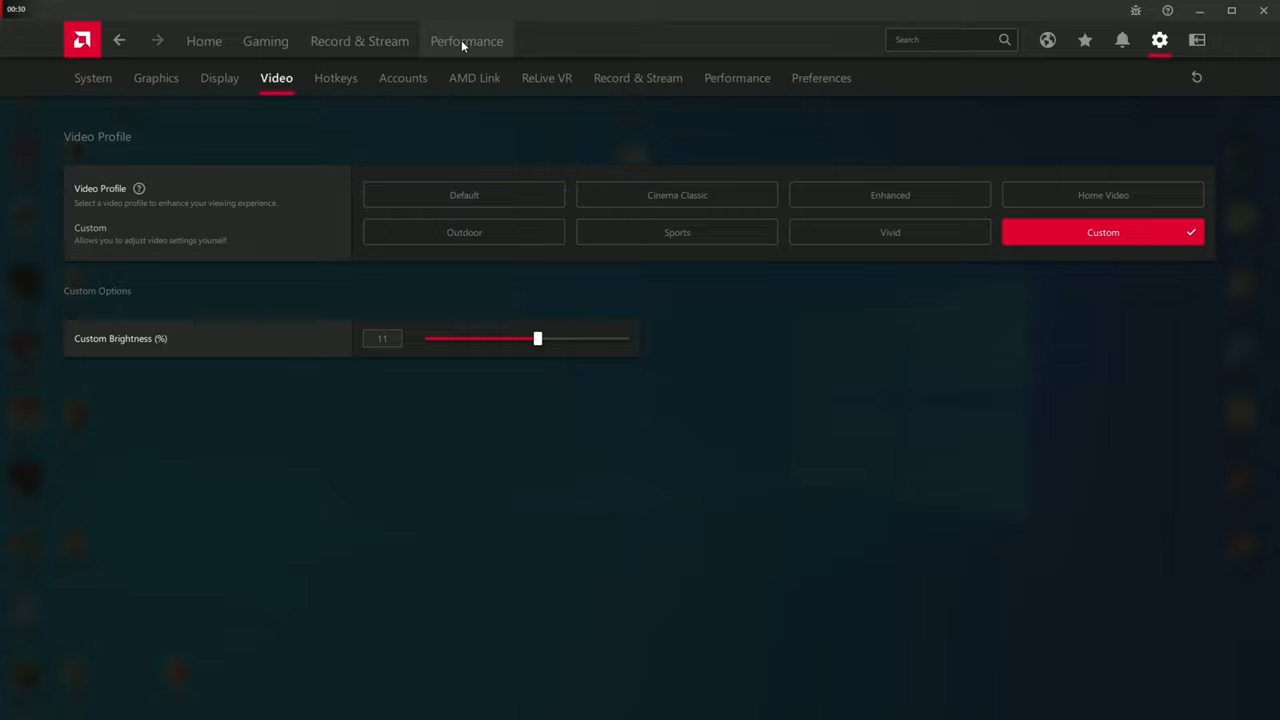 00:30
Home Gaming Record & Stream Performance Search
System Graphics Display Video Hotkeys Accounts AMD Link ReLive VR Record & Stream Performance Preferences
Video Profile
Video Profile ?
Select a video profile to enhance your viewing experience.
Custom
Allows you to adjust video settings yourself.
Default Cinema Classic Enhanced Home Video
Outdoor Sports Vivid Custom
Custom Options
Custom Brightness (%) 11